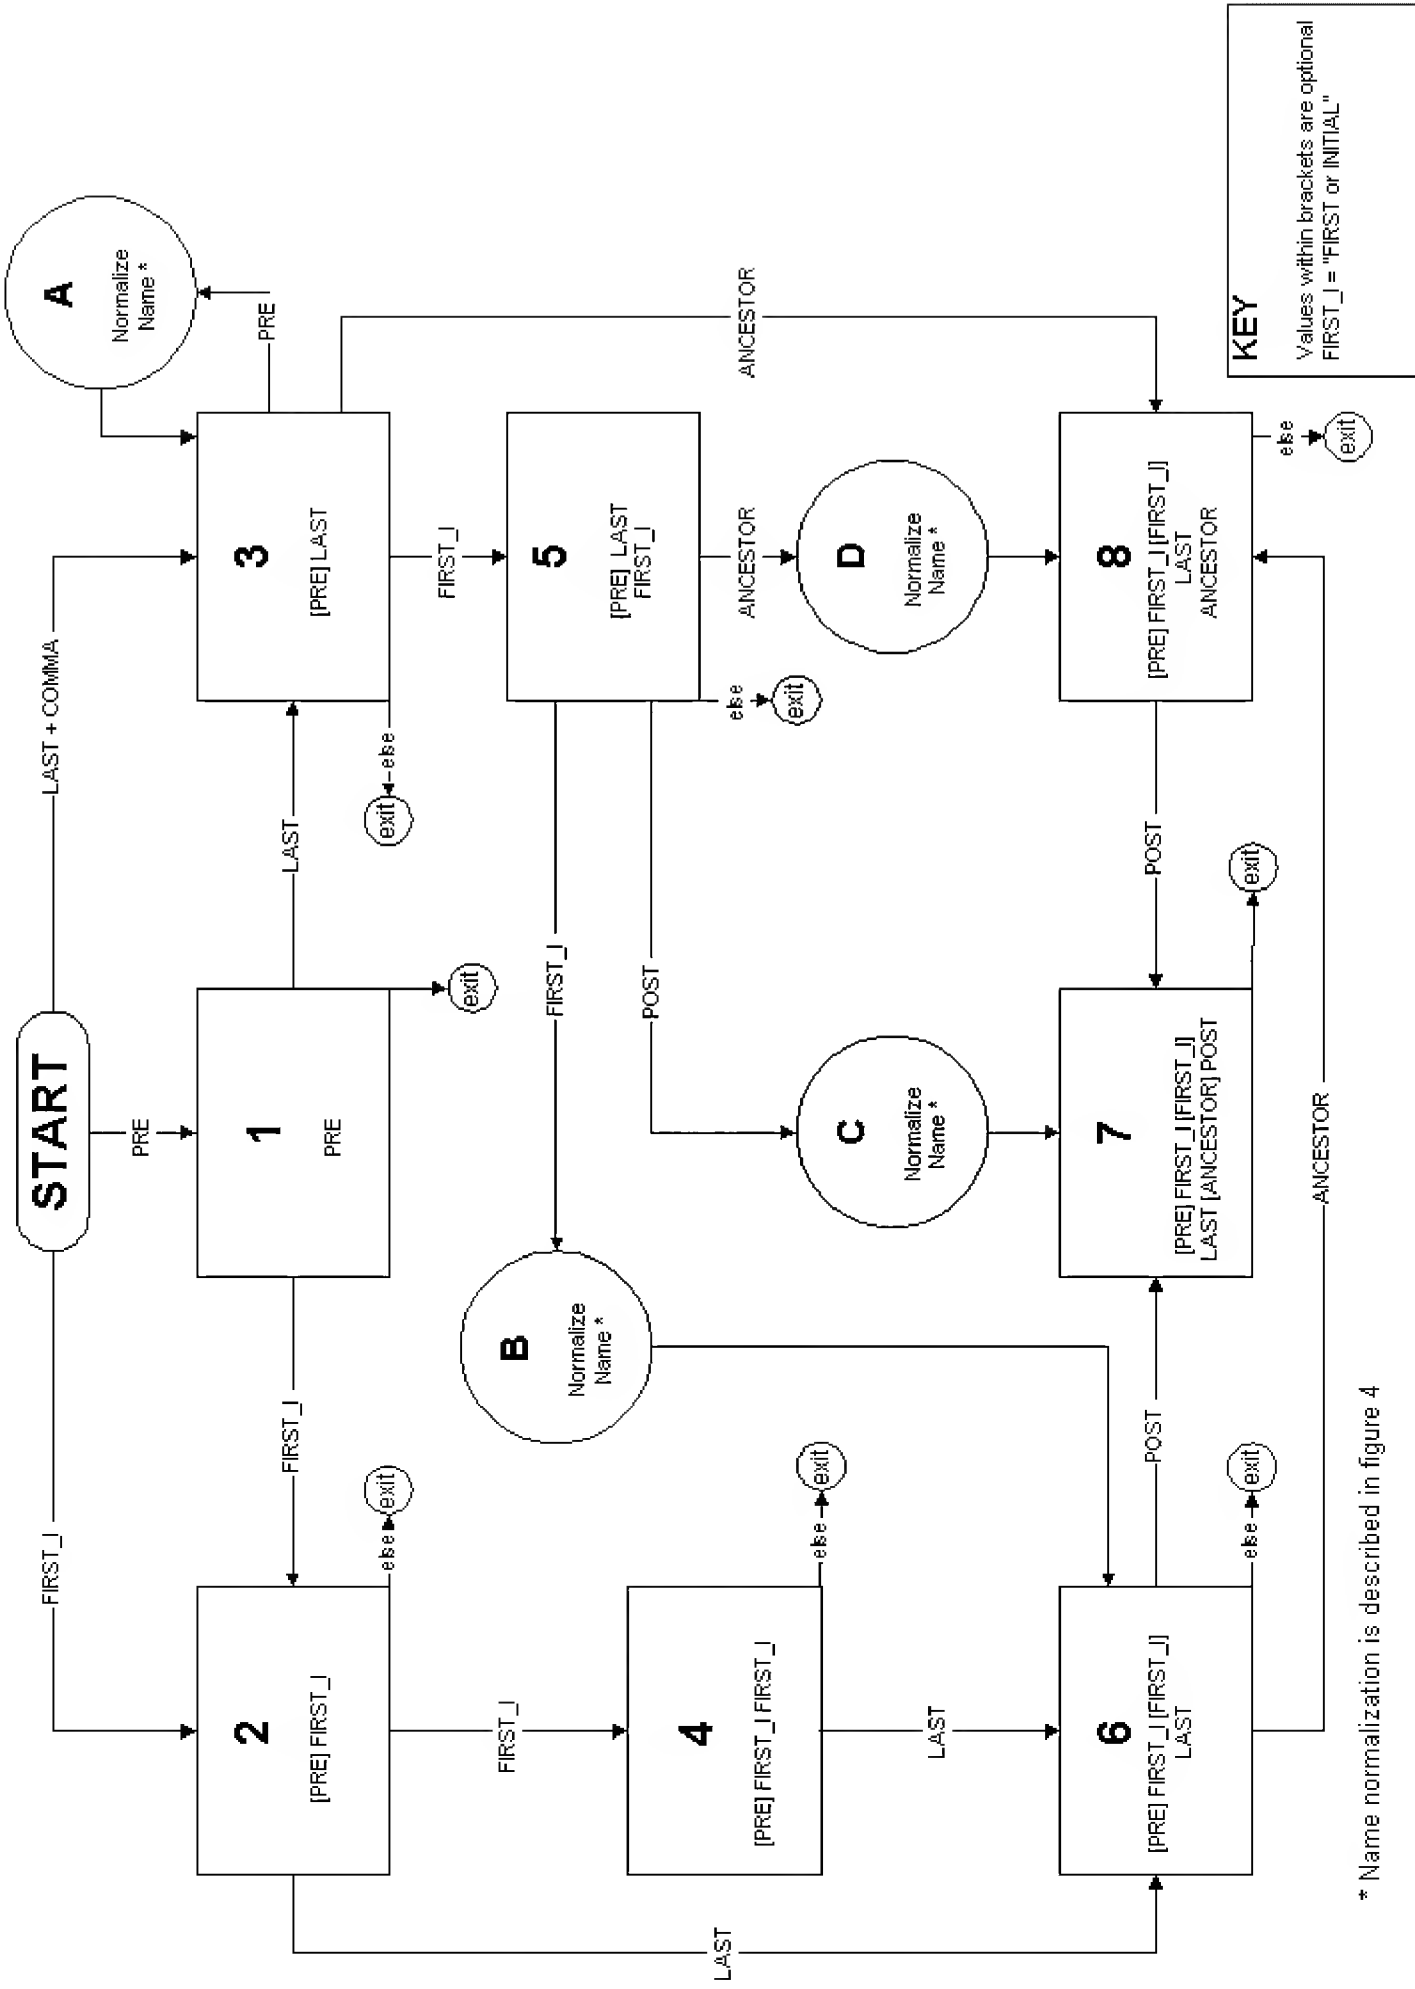 START
FIRST_I
PRE
LAST + COMMA
A
Normalize
Name *
PRE
2
[PRE] FIRST_I
FIRST_I
1
PRE
LAST
3
[PRE] LAST
else
exit
exit
else
exit
FIRST_I
FIRST_I
B
Normalize
Name *
FIRST_I
5
[PRE] LAST
FIRST_I
POST
else
exit
ANCESTOR
ANCESTOR
4
[PRE] FIRST_I FIRST_I
else
exit
C
Normalize
Name *
D
Normalize
Name *
LAST
LAST
6
[PRE] FIRST_I [FIRST_I]
LAST
POST
7
[PRE] FIRST_I [FIRST_I]
LAST [ANCESTOR] POST
POST
8
[PRE] FIRST_I [FIRST_I]
LAST
ANCESTOR
else
exit
exit
else
exit
ANCESTOR
KEY
Values within brackets are optional
FIRST_I = "FIRST or INITIAL"
* Name normalization is described in figure 4